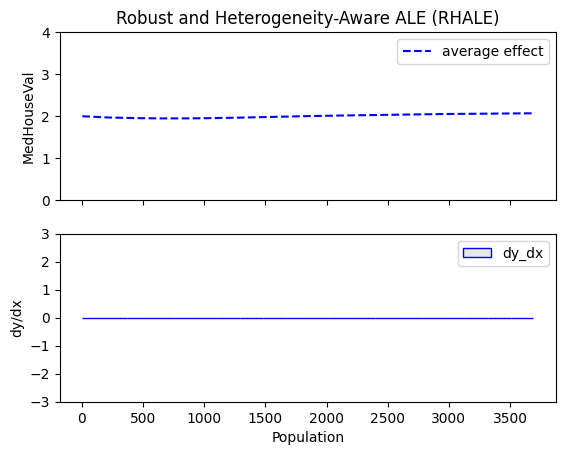 Robust and Heterogeneity-Aware ALE (RHALE)
4
3
2
1
0
MedHouseVal
average effect
3
2
1
0
−1
−2
−3
dy/dx
dy_dx
0 500 1000 1500 2000 2500 3000 3500
Population